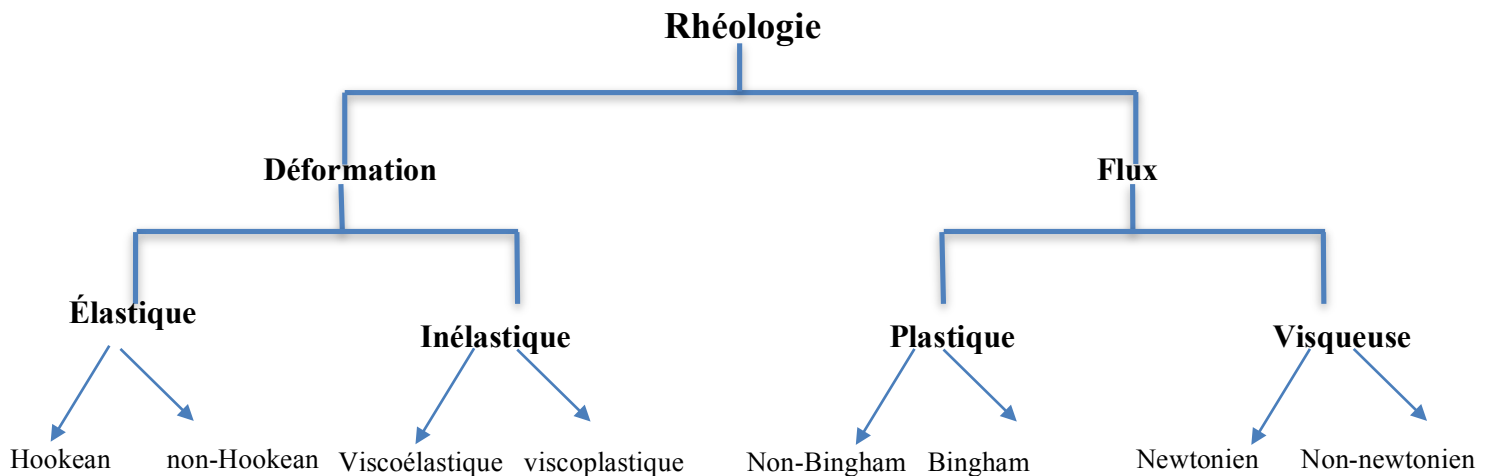 Rhéologie
Déformation Flux
Élastique
Inélastique Plastique Visqueuse
Hookean non-Hookean Viscoélastique viscoplastique Non-Bingham Bingham Newtonien Non-newtonien